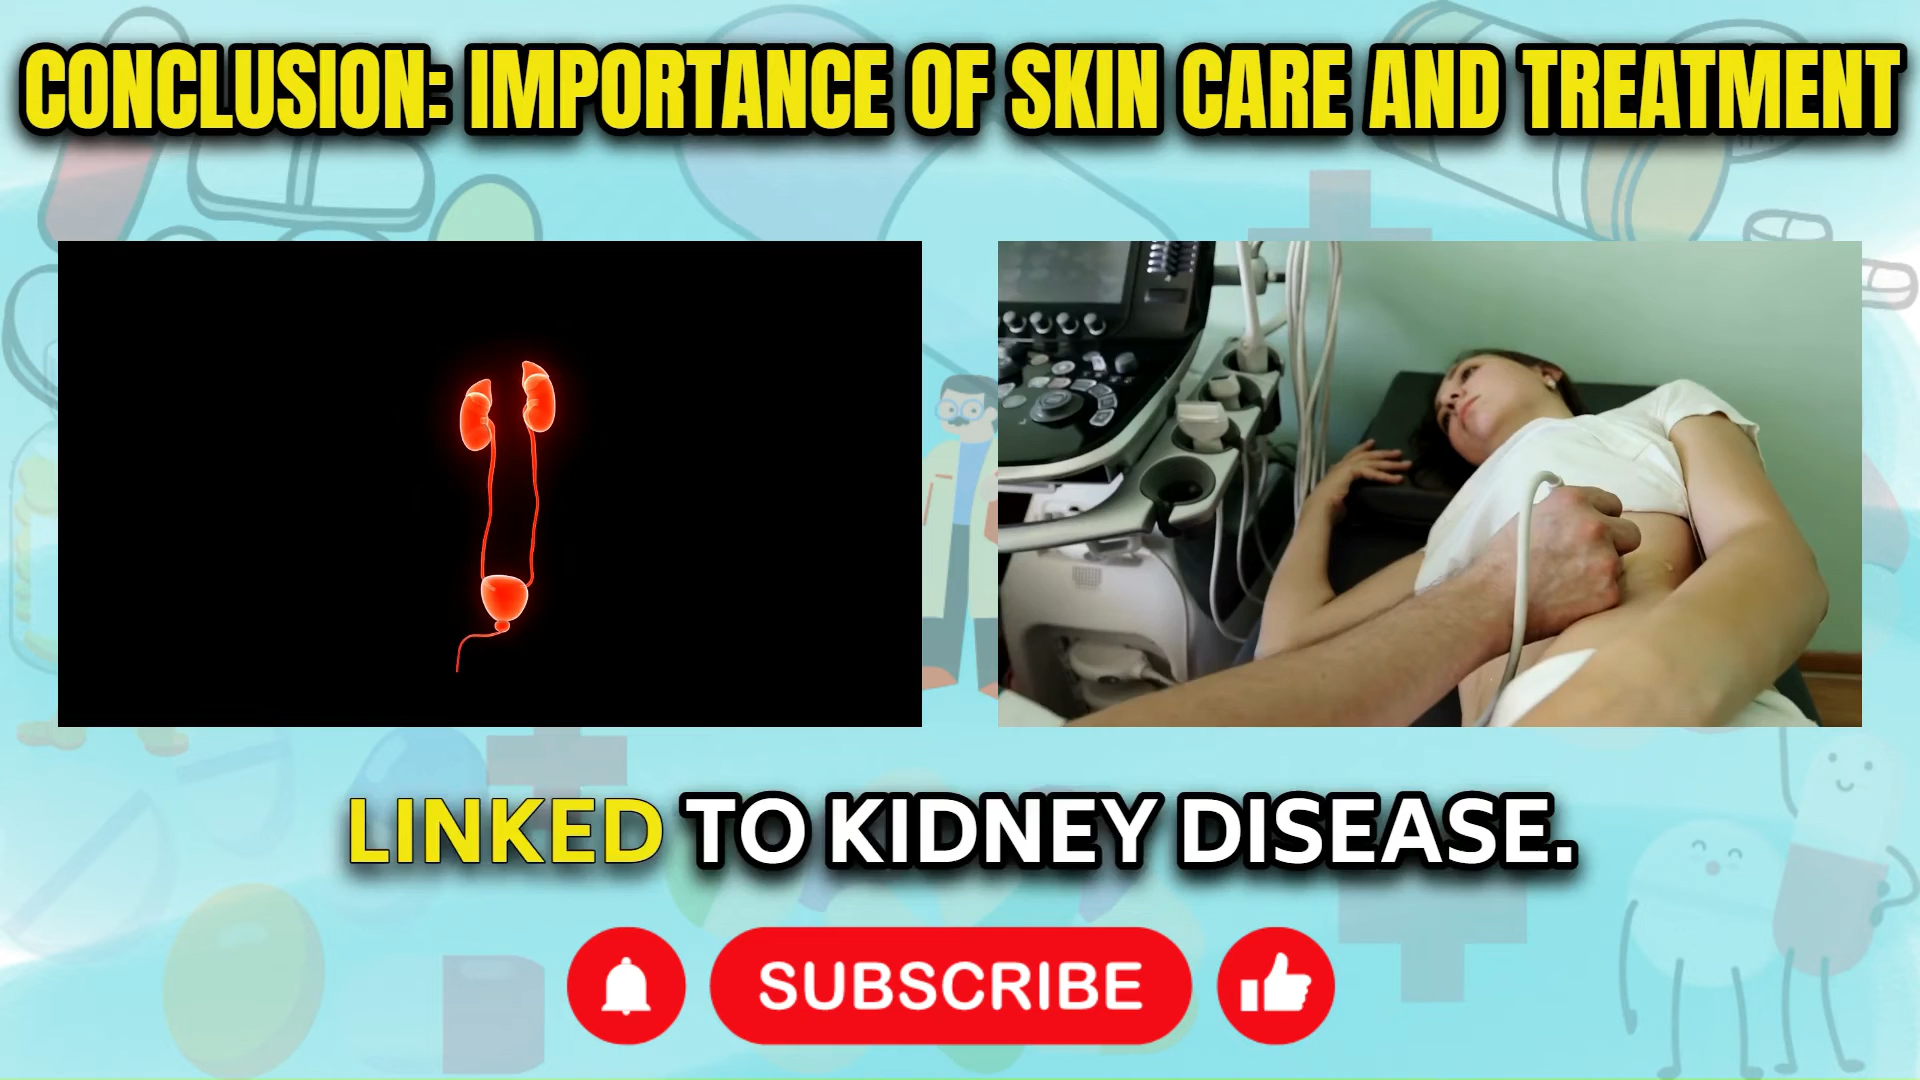 CONCLUSION: IMPORTANCE OF SKIN CARE AND TREATMENT
LINKED TO KIDNEY DISEASE.
SUBSCRIBE